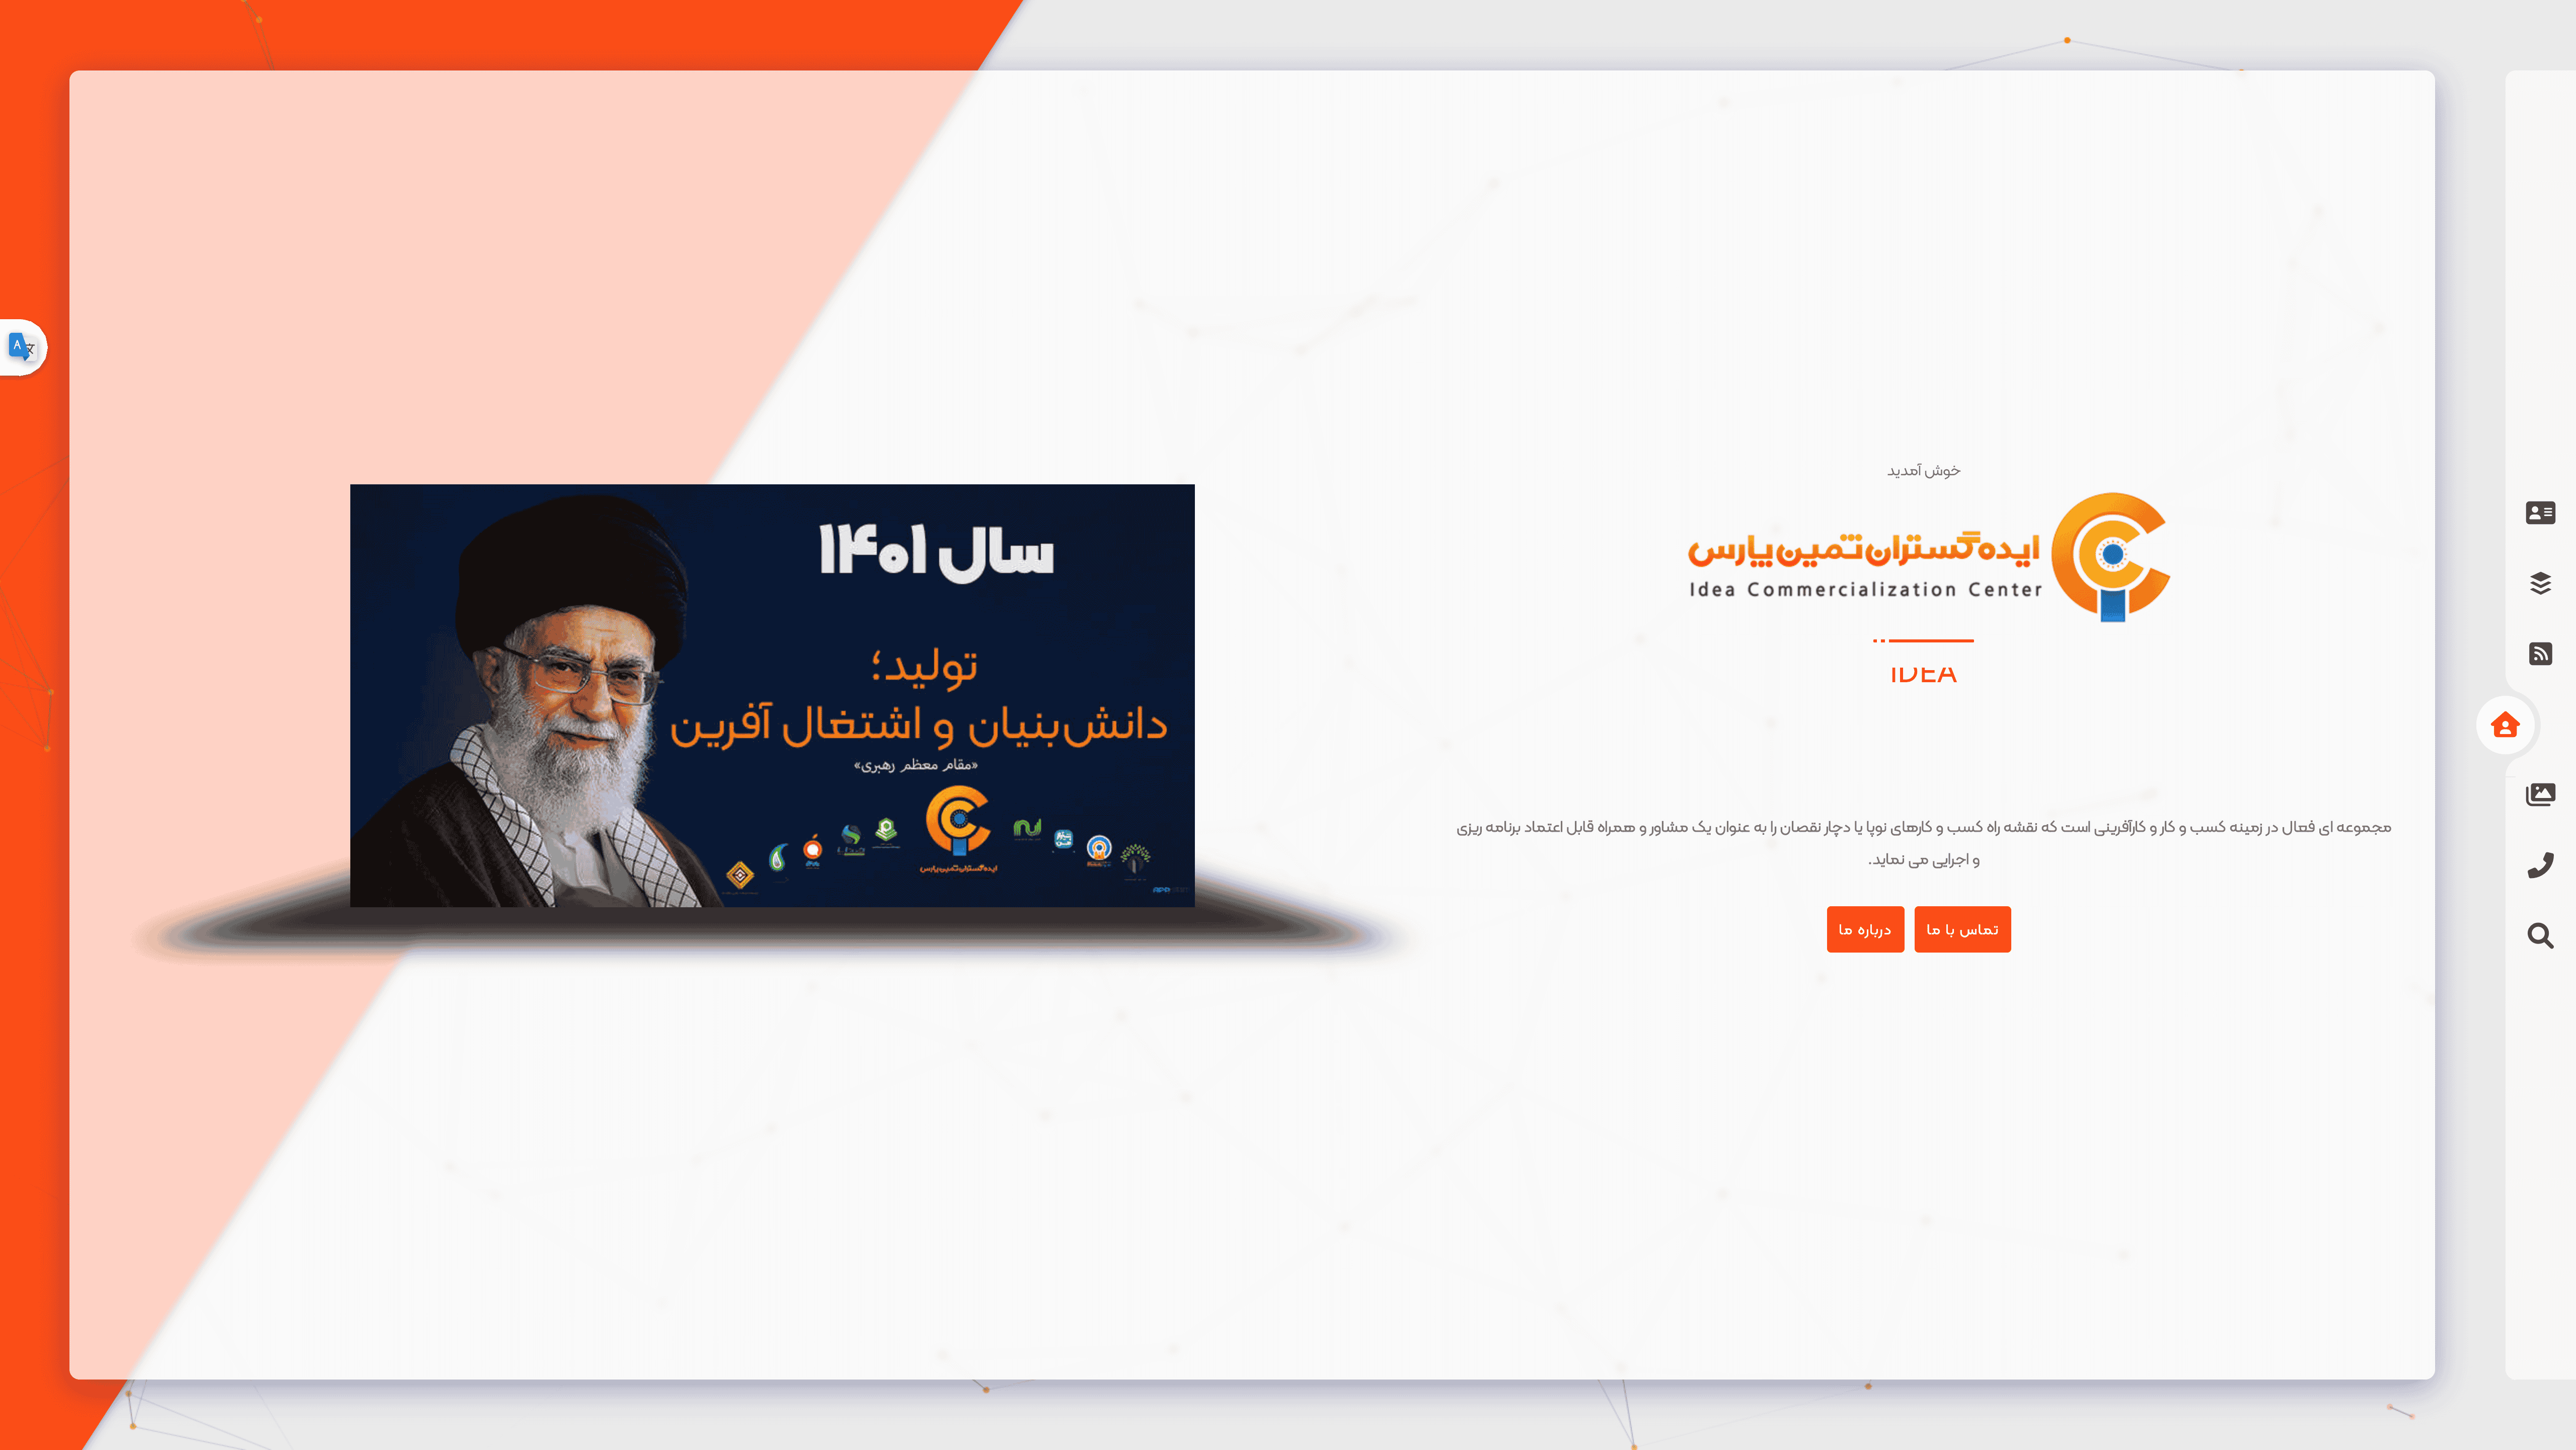 خوش آمدید
ایده‌گستران ثمین پارس
Idea Commercialization Center
IDEA
مجموعه ای فعال در زمینه کسب و کار و کارآفرینی است که نقشه راه کسب و کارهای نوپا یا دچار نقصان را به عنوان یک مشاور و همراه قابل اعتماد برنامه ریزی
و اجرایی می نماید.
تماس با ما
درباره ما
سال ۱۴۰۱
تولید؛
دانش‌بنیان و اشتغال آفرین
«مقام معظم رهبری»
ایده‌گستران ثمین پارس